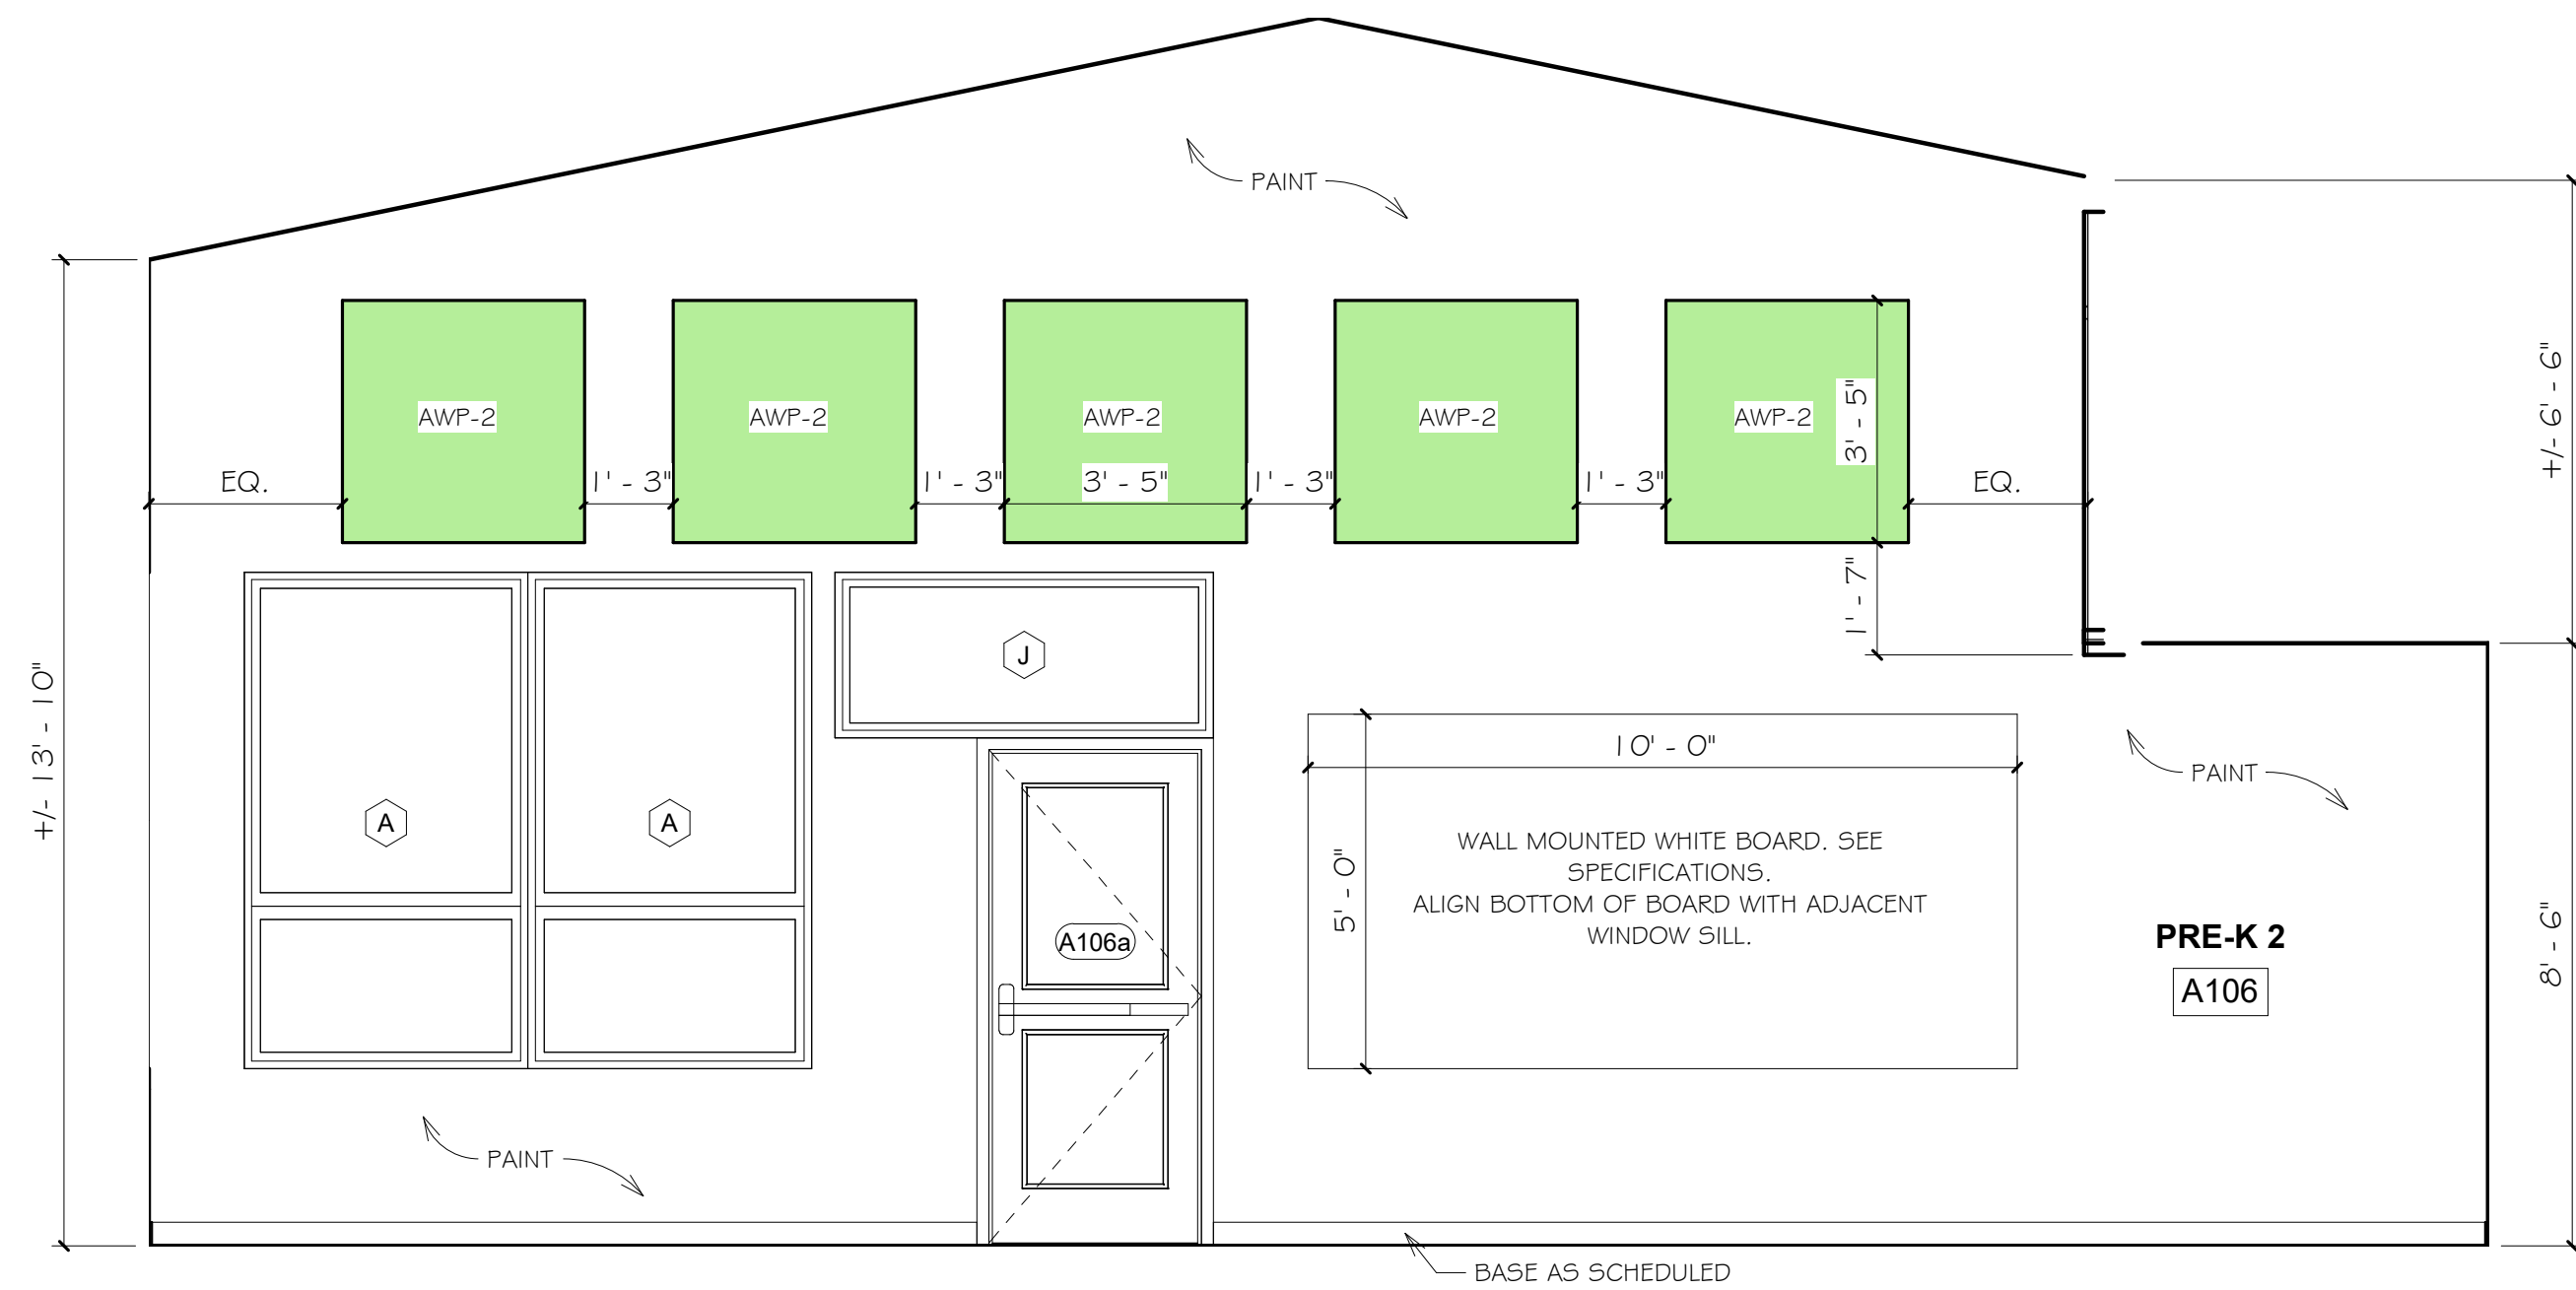 PAINT
AWP-2
AWP-2
AWP-2
AWP-2
AWP-2
3' - 5"
+/- 6' - 6"
EQ.
1' - 3"
1' - 3"
3' - 5"
1' - 3"
1' - 3"
EQ.
1' - 7"
J
+/- 13' - 10"
10' - 0"
PAINT
A
A
WALL MOUNTED WHITE BOARD. SEE
SPECIFICATIONS.
ALIGN BOTTOM OF BOARD WITH ADJACENT
WINDOW SILL.
5' - 0"
A106a
PRE-K 2
A106
8' - 6"
PAINT
BASE AS SCHEDULED